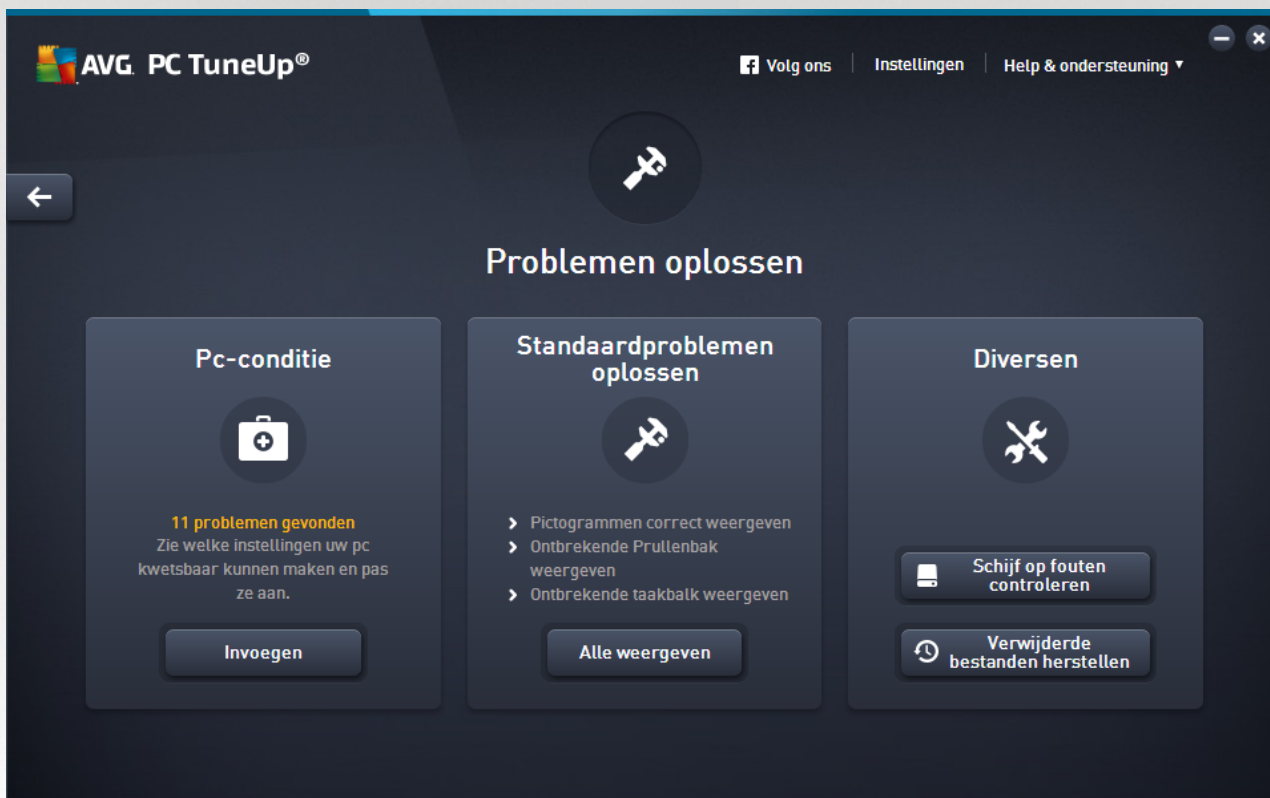 AVG. PC TuneUp®
Volg ons
Instellingen
Help & ondersteuning
Problemen oplossen
Pc-conditie
11 problemen gevonden
Zie welke instellingen uw pc
kwetsbaar kunnen maken en pas
ze aan.
Invoegen
Standaardproblemen
oplossen
Pictogrammen correct weergeven
Ontbrekende Prullenbak
weergeven
Ontbrekende taakbalk weergeven
Alle weergeven
Diversen
Schijf op fouten
controleren
Verwijderde
bestanden herstellen